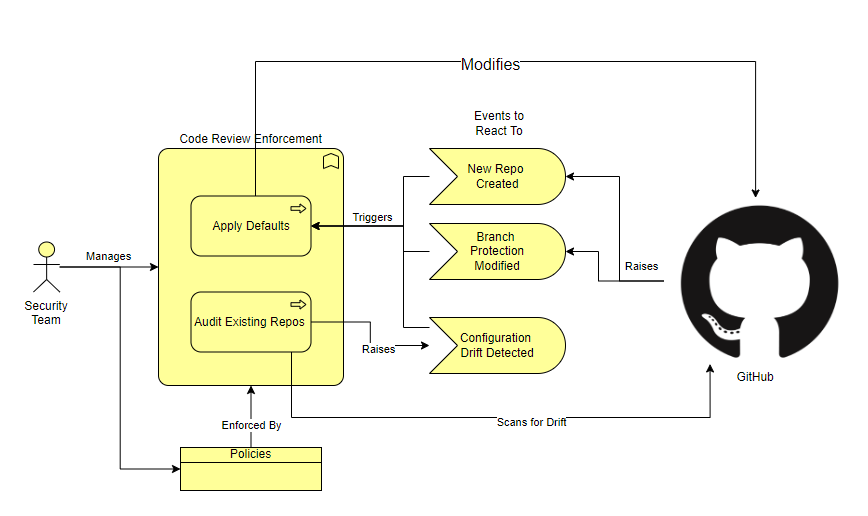 Modifies
Events to
React To
Code Review Enforcement
New Repo
Created
Apply Defaults
Triggers
Branch
Protection
Modified
Manages
Raises
Security
Team
Audit Existing Repos
Raises
Configuration
Drift Detected
GitHub
Enforced By
Scans for Drift
Policies